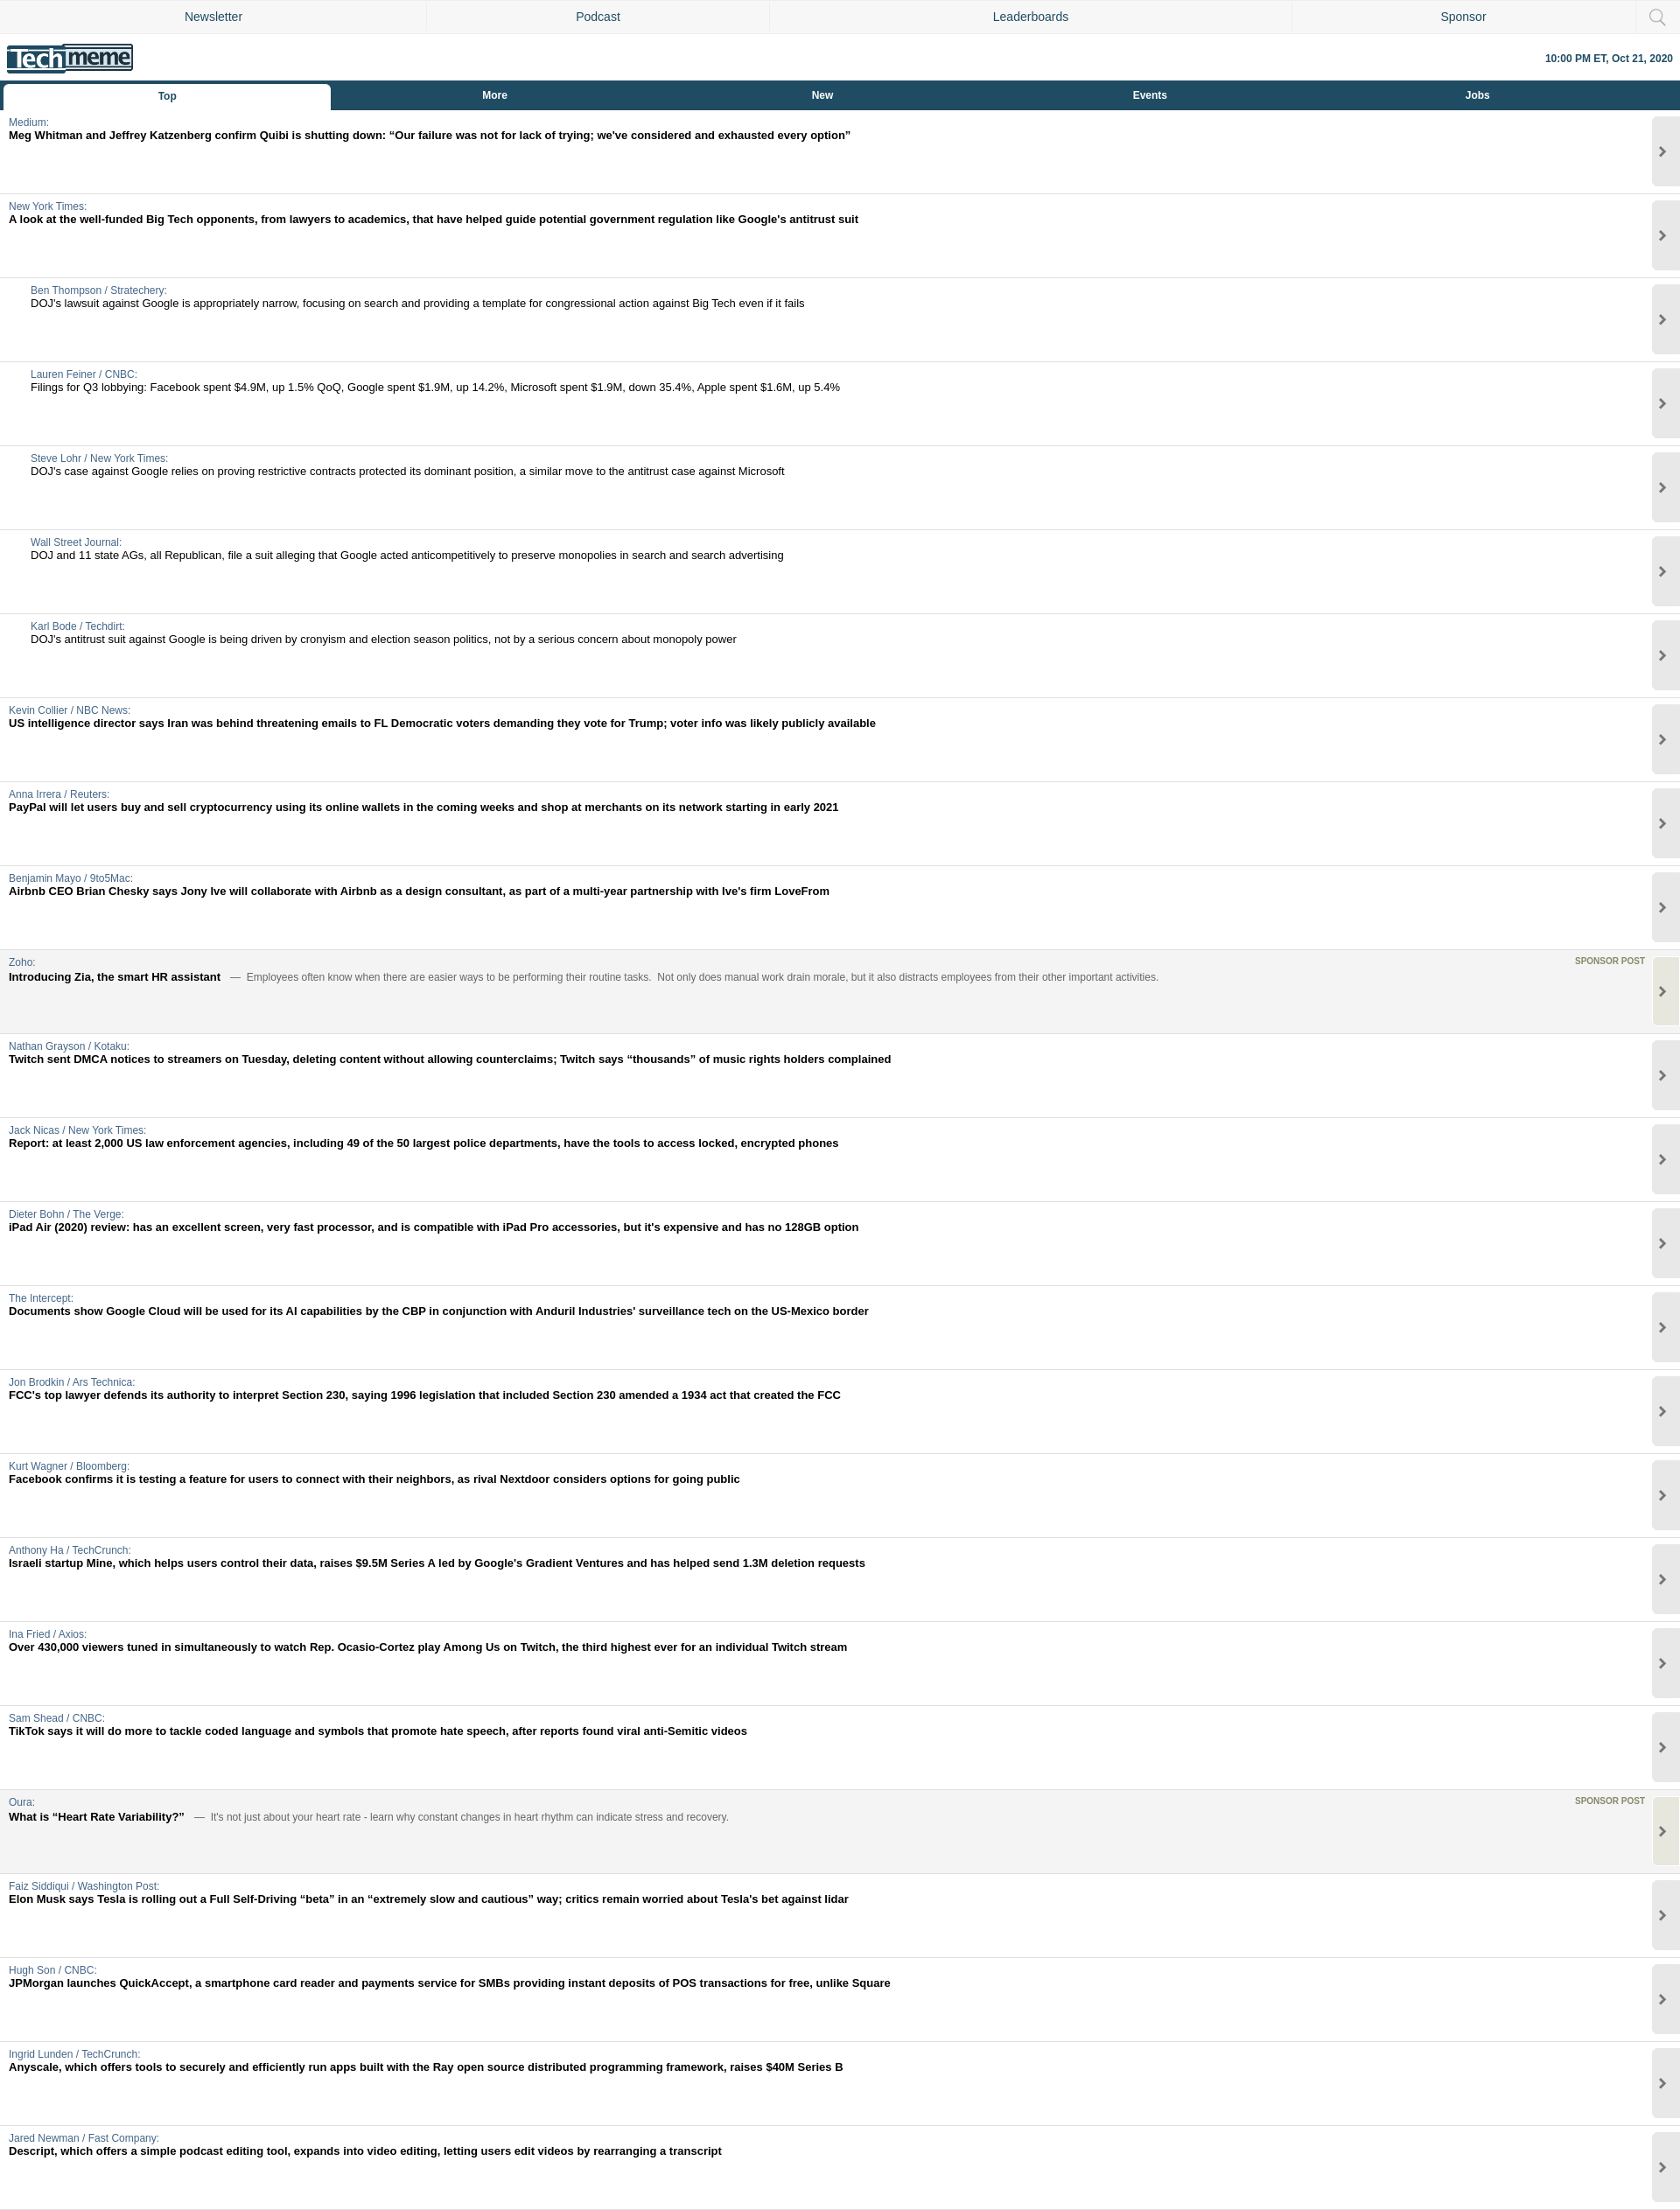 Newsletter
Podcast
Leaderboards
Sponsor
Techmeme
10:00 PM ET, Oct 21, 2020
Top
More
New
Events
Jobs
Medium:
Meg Whitman and Jeffrey Katzenberg confirm Quibi is shutting down: “Our failure was not for lack of trying; we've considered and exhausted every option”
New York Times:
A look at the well-funded Big Tech opponents, from lawyers to academics, that have helped guide potential government regulation like Google's antitrust suit
Ben Thompson / Stratechery:
DOJ's lawsuit against Google is appropriately narrow, focusing on search and providing a template for congressional action against Big Tech even if it fails
Lauren Feiner / CNBC:
Filings for Q3 lobbying: Facebook spent $4.9M, up 1.5% QoQ, Google spent $1.9M, up 14.2%, Microsoft spent $1.9M, down 35.4%, Apple spent $1.6M, up 5.4%
Steve Lohr / New York Times:
DOJ's case against Google relies on proving restrictive contracts protected its dominant position, a similar move to the antitrust case against Microsoft
Wall Street Journal:
DOJ and 11 state AGs, all Republican, file a suit alleging that Google acted anticompetitively to preserve monopolies in search and search advertising
Karl Bode / Techdirt:
DOJ's antitrust suit against Google is being driven by cronyism and election season politics, not by a serious concern about monopoly power
Kevin Collier / NBC News:
US intelligence director says Iran was behind threatening emails to FL Democratic voters demanding they vote for Trump; voter info was likely publicly available
Anna Irrera / Reuters:
PayPal will let users buy and sell cryptocurrency using its online wallets in the coming weeks and shop at merchants on its network starting in early 2021
Benjamin Mayo / 9to5Mac:
Airbnb CEO Brian Chesky says Jony Ive will collaborate with Airbnb as a design consultant, as part of a multi-year partnership with Ive's firm LoveFrom
Zoho:
SPONSOR POST
Introducing Zia, the smart HR assistant — Employees often know when there are easier ways to be performing their routine tasks. Not only does manual work drain morale, but it also distracts employees from their other important activities.
Nathan Grayson / Kotaku:
Twitch sent DMCA notices to streamers on Tuesday, deleting content without allowing counterclaims; Twitch says “thousands” of music rights holders complained
Jack Nicas / New York Times:
Report: at least 2,000 US law enforcement agencies, including 49 of the 50 largest police departments, have the tools to access locked, encrypted phones
Dieter Bohn / The Verge:
iPad Air (2020) review: has an excellent screen, very fast processor, and is compatible with iPad Pro accessories, but it's expensive and has no 128GB option
The Intercept:
Documents show Google Cloud will be used for its AI capabilities by the CBP in conjunction with Anduril Industries' surveillance tech on the US-Mexico border
Jon Brodkin / Ars Technica:
FCC's top lawyer defends its authority to interpret Section 230, saying 1996 legislation that included Section 230 amended a 1934 act that created the FCC
Kurt Wagner / Bloomberg:
Facebook confirms it is testing a feature for users to connect with their neighbors, as rival Nextdoor considers options for going public
Anthony Ha / TechCrunch:
Israeli startup Mine, which helps users control their data, raises $9.5M Series A led by Google's Gradient Ventures and has helped send 1.3M deletion requests
Ina Fried / Axios:
Over 430,000 viewers tuned in simultaneously to watch Rep. Ocasio-Cortez play Among Us on Twitch, the third highest ever for an individual Twitch stream
Sam Shead / CNBC:
TikTok says it will do more to tackle coded language and symbols that promote hate speech, after reports found viral anti-Semitic videos
Oura:
SPONSOR POST
What is “Heart Rate Variability?” — It's not just about your heart rate - learn why constant changes in heart rhythm can indicate stress and recovery.
Faiz Siddiqui / Washington Post:
Elon Musk says Tesla is rolling out a Full Self-Driving “beta” in an “extremely slow and cautious” way; critics remain worried about Tesla's bet against lidar
Hugh Son / CNBC:
JPMorgan launches QuickAccept, a smartphone card reader and payments service for SMBs providing instant deposits of POS transactions for free, unlike Square
Ingrid Lunden / TechCrunch:
Anyscale, which offers tools to securely and efficiently run apps built with the Ray open source distributed programming framework, raises $40M Series B
Jared Newman / Fast Company:
Descript, which offers a simple podcast editing tool, expands into video editing, letting users edit videos by rearranging a transcript